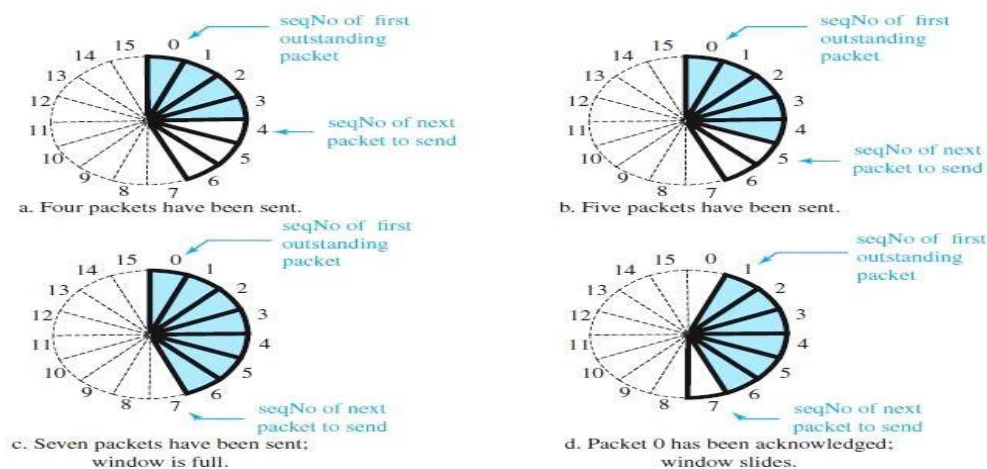 seqNo of first
outstanding
packet
0
1
2
3
4
5
6
7
8
9
10
11
12
13
14
15
seqNo of next
packet to send
a. Four packets have been sent.
seqNo of first
outstanding
packet
0
1
2
3
4
5
6
7
8
9
10
11
12
13
14
15
seqNo of next
packet to send
b. Five packets have been sent.
seqNo of first
outstanding
packet
0
1
2
3
4
5
6
7
8
9
10
11
12
13
14
15
seqNo of next
packet to send
c. Seven packets have been sent;
window is full.
seqNo of first
outstanding
packet
0
1
2
3
4
5
6
7
8
9
10
11
12
13
14
15
seqNo of next
packet to send
d. Packet 0 has been acknowledged;
window slides.